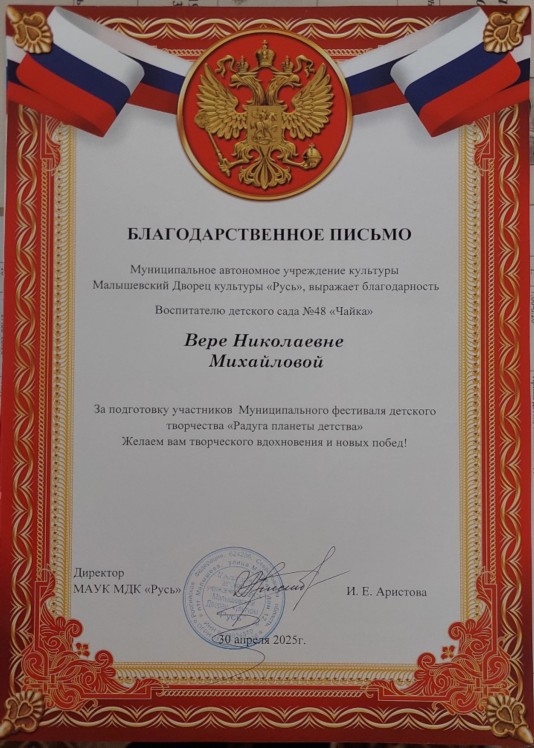 БЛАГОДАРСТВЕННОЕ ПИСЬМО
Муниципальное автономное учреждение культуры
Малышевский Дворец культуры «Русь», выражает благодарность
Воспитателю детского сада №48 «Чайка»
Вере Николаевне
Михайловой
За подготовку участников Муниципального фестиваля детского
творчества «Радуга планеты детства»
Желаем вам творческого вдохновения и новых побед!
Директор
МАУК МДК «Русь»
И. Е. Аристова
30 апреля 2025г.